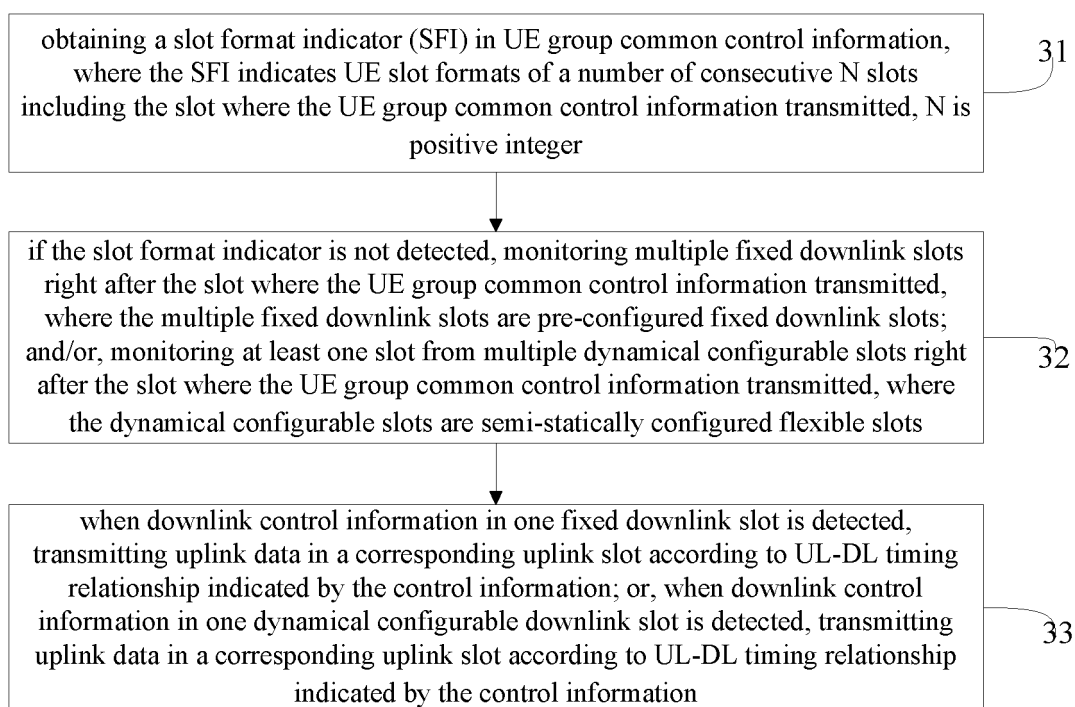 obtaining a slot format indicator (SFI) in UE group common control information,
where the SFI indicates UE slot formats of a number of consecutive N slots
including the slot where the UE group common control information transmitted, N is
positive integer
31
if the slot format indicator is not detected, monitoring multiple fixed downlink slots
right after the slot where the UE group common control information transmitted,
where the multiple fixed downlink slots are pre-configured fixed downlink slots;
and/or, monitoring at least one slot from multiple dynamical configurable slots right
after the slot where the UE group common control information transmitted, where
the dynamical configurable slots are semi-statically configured flexible slots
32
when downlink control information in one fixed downlink slot is detected,
transmitting uplink data in a corresponding uplink slot according to UL-DL timing
relationship indicated by the control information; or, when downlink control
information in one dynamical configurable downlink slot is detected, transmitting
uplink data in a corresponding uplink slot according to UL-DL timing relationship
indicated by the control information
33